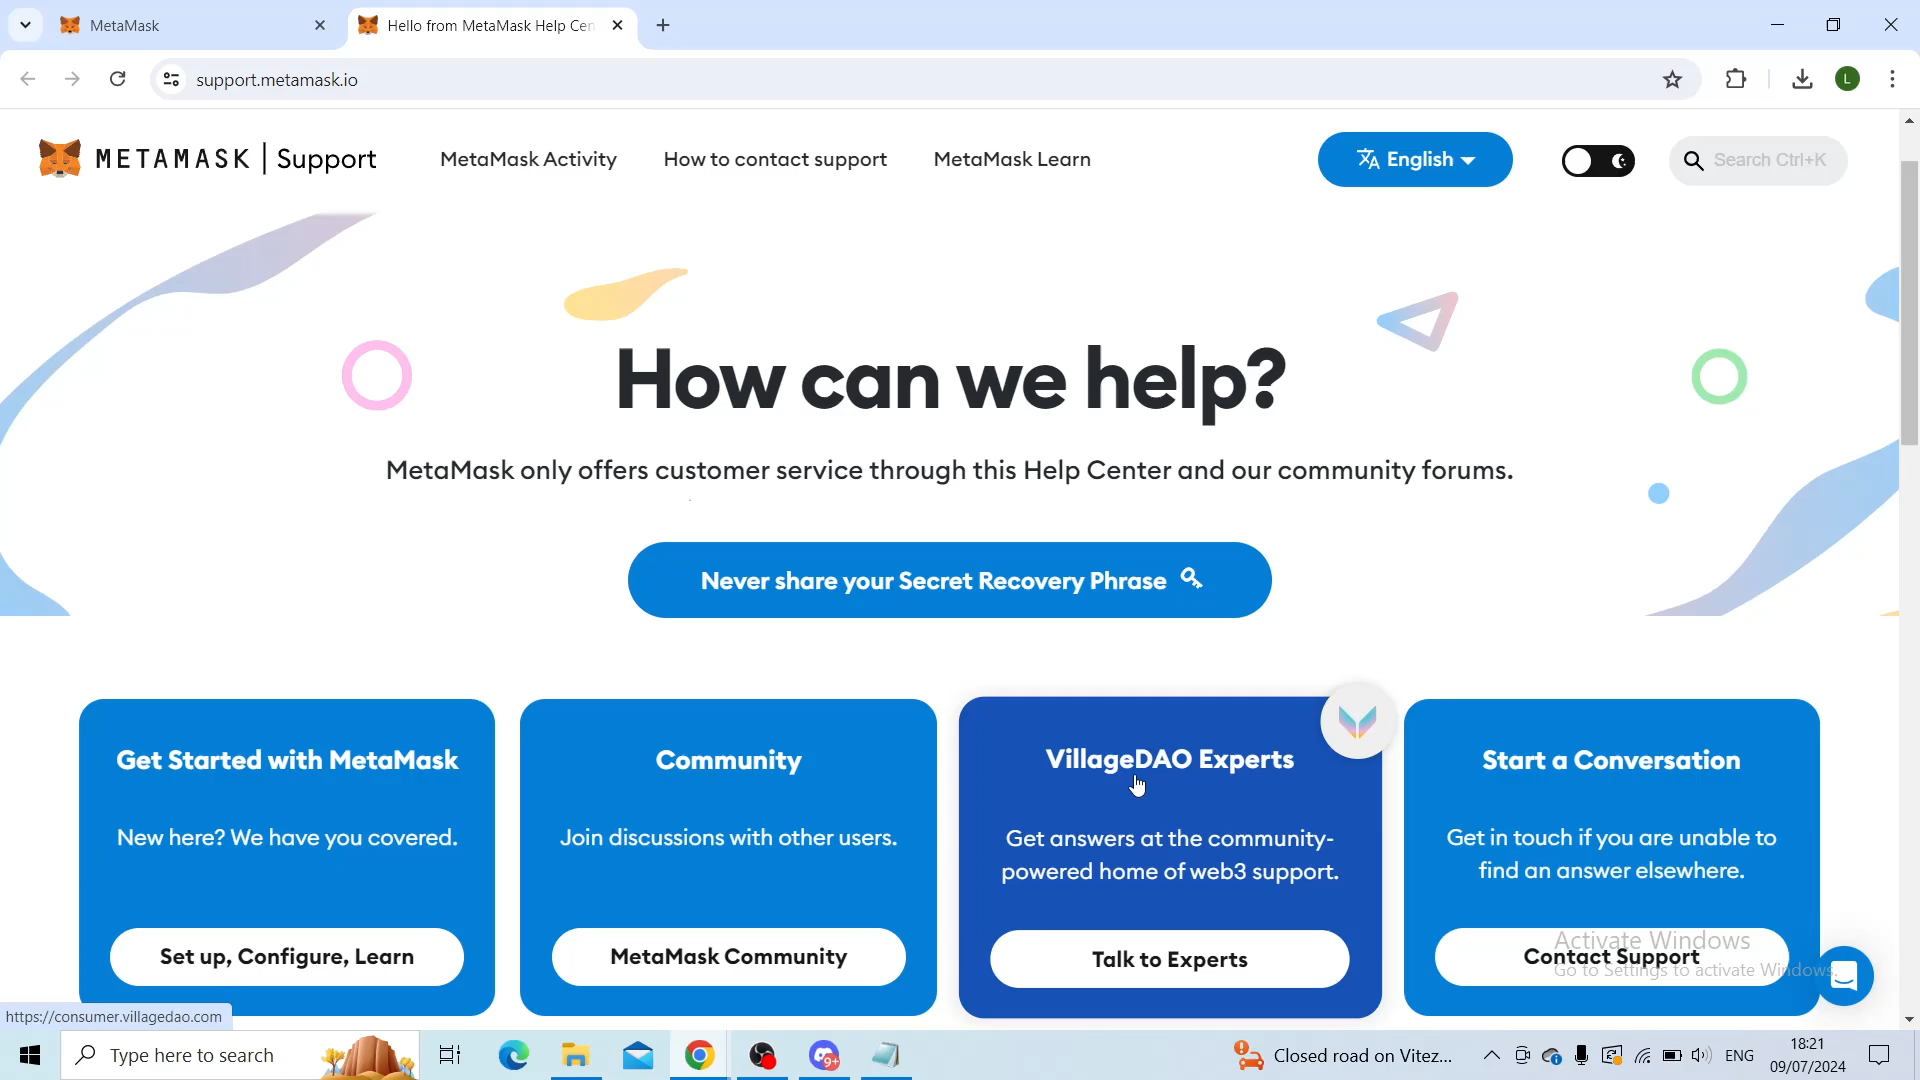 MetaMask
Hello from MetaMask Help Cen
support.metamask.io
L
METAMASK | Support
MetaMask Activity
How to contact support
MetaMask Learn
English
Search Ctrl+K
How can we help?
MetaMask only offers customer service through this Help Center and our community forums.
Never share your Secret Recovery Phrase
Get Started with MetaMask
New here? We have you covered.
Set up, Configure, Learn
Community
Join discussions with other users.
MetaMask Community
VillageDAO Experts
Get answers at the community-
powered home of web3 support.
Talk to Experts
Start a Conversation
Get in touch if you are unable to
find an answer elsewhere.
Contact Support
Activate Windows
Go to Settings to activate Windows.
https://consumer.villagedao.com
Type here to search
9+
Closed road on Vitez...
ENG
18:21
09/07/2024